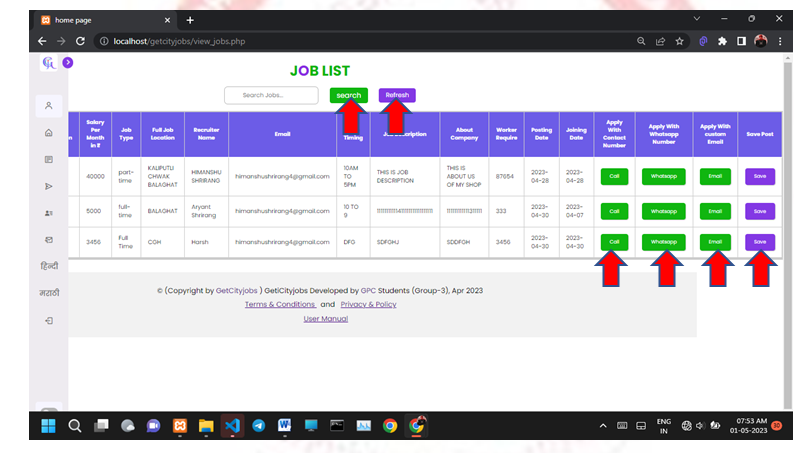 home page
localhost/getcityjobs/view_jobs.php
JOB LIST
Search Jobs...
search
Refresh
Salary Per Month in ₹
Job Type
Full Job Location
Recruiter Name
Email
Timing
About Company
Worker Require
Posting Date
Joining Date
Apply With Contact Number
Apply With Whatsapp Number
Apply With custom Email
Save Post
40000
part-time
KALIPUTLI CHWAK BALAGHAT
HIMANSHU SHRIRANG
himanshushrirang4@gmail.com
10AM TO 5PM
THIS IS JOB DESCRIPTION
THIS IS ABOUT US OF MY SHOP
87654
2023-04-28
2023-04-28
Call
Whatsapp
Email
Save
5000
full-time
BALAGHAT
Aryant Shrirang
himanshushrirang4@gmail.com
10 TO 9
333
2023-04-30
2023-04-07
Call
Whatsapp
Email
Save
3456
Full Time
CGH
Harsh
himanshushrirang4@gmail.com
DFG
SDFGHJ
SDDFGH
3456
2023-04-30
2023-04-30
Call
Whatsapp
Email
Save
हिन्दी
मराठी
© (Copyright by GetCityjobs ) GetiCityjobs Developed by GPC Students (Group-3), Apr 2023
Terms & Conditions and Privacy & Policy
User Manual
ENG
IN
07:53 AM
01-05-2023
30